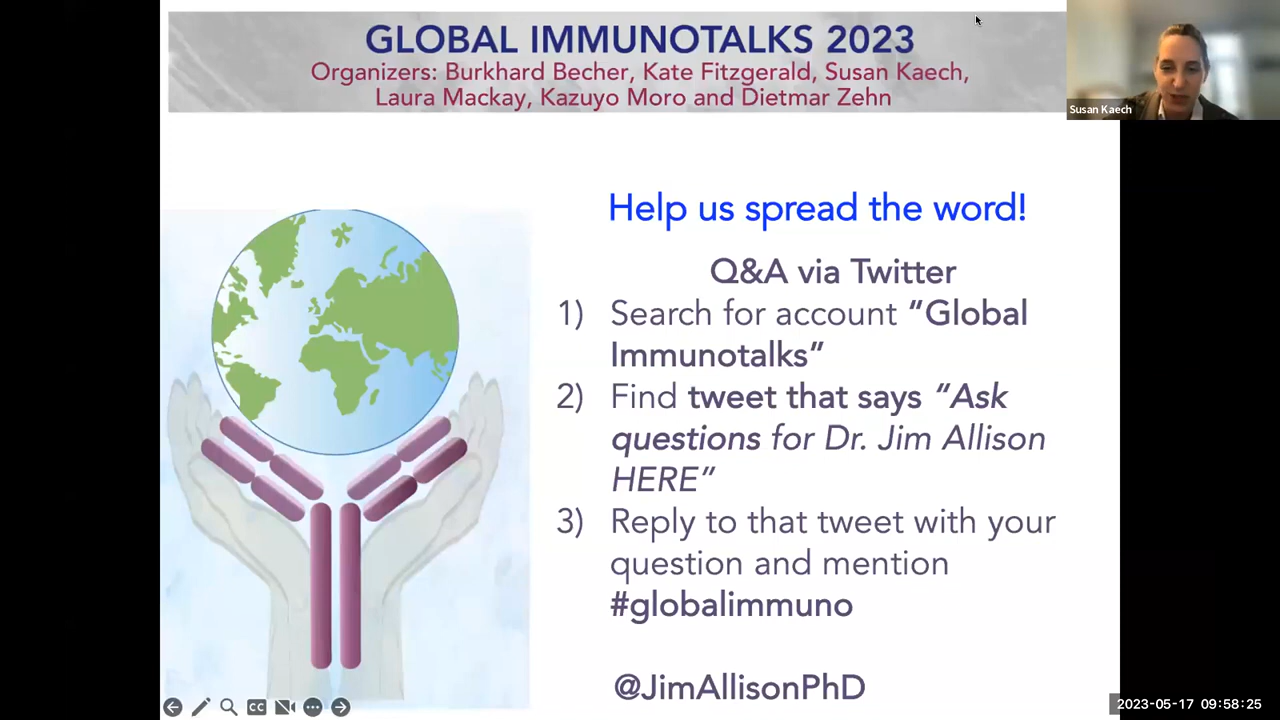 GLOBAL IMMUNOTALKS 2023
Organizers: Burkhard Becher, Kate Fitzgerald, Susan Kaech,
Laura Mackay, Kazuyo Moro and Dietmar Zehn
Susan Kaech
Help us spread the word!
Q&A via Twitter
1) Search for account “Global
Immunotalks”
2) Find tweet that says “Ask
questions for Dr. Jim Allison
HERE”
3) Reply to that tweet with your
question and mention
#globalimmuno
@JimAllisonPhD
CC
2023-05-17 09:58:25